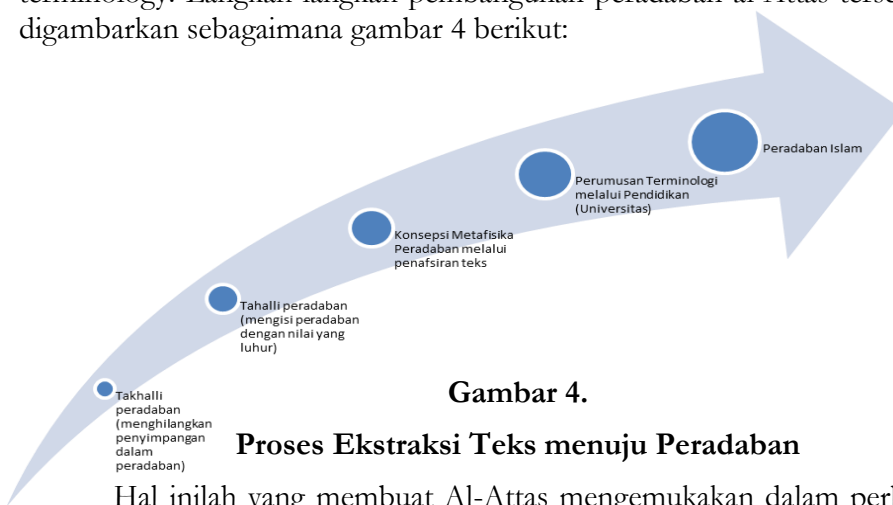 terminology. Langkah-langkah pembangunan peradaban al-Attas
digambarkan sebagaimana gambar 4 berikut:
Peradaban Islam
Perumusan Terminologi
melalui Pendidikan
(Universitas)
Konsepsi Metafisika
Peradaban melalui
penafsiran teks
Tahalli peradaban
(mengisi peradaban
dengan nilai yang
luhur)
Takhalli
peradaban
(menghilangkan
penyimpangan
dalam
peradaban)
Gambar 4.
Proses Ekstraksi Teks menuju Peradaban
Hal inilah yang membuat Al-Attas mengemukakan dalam